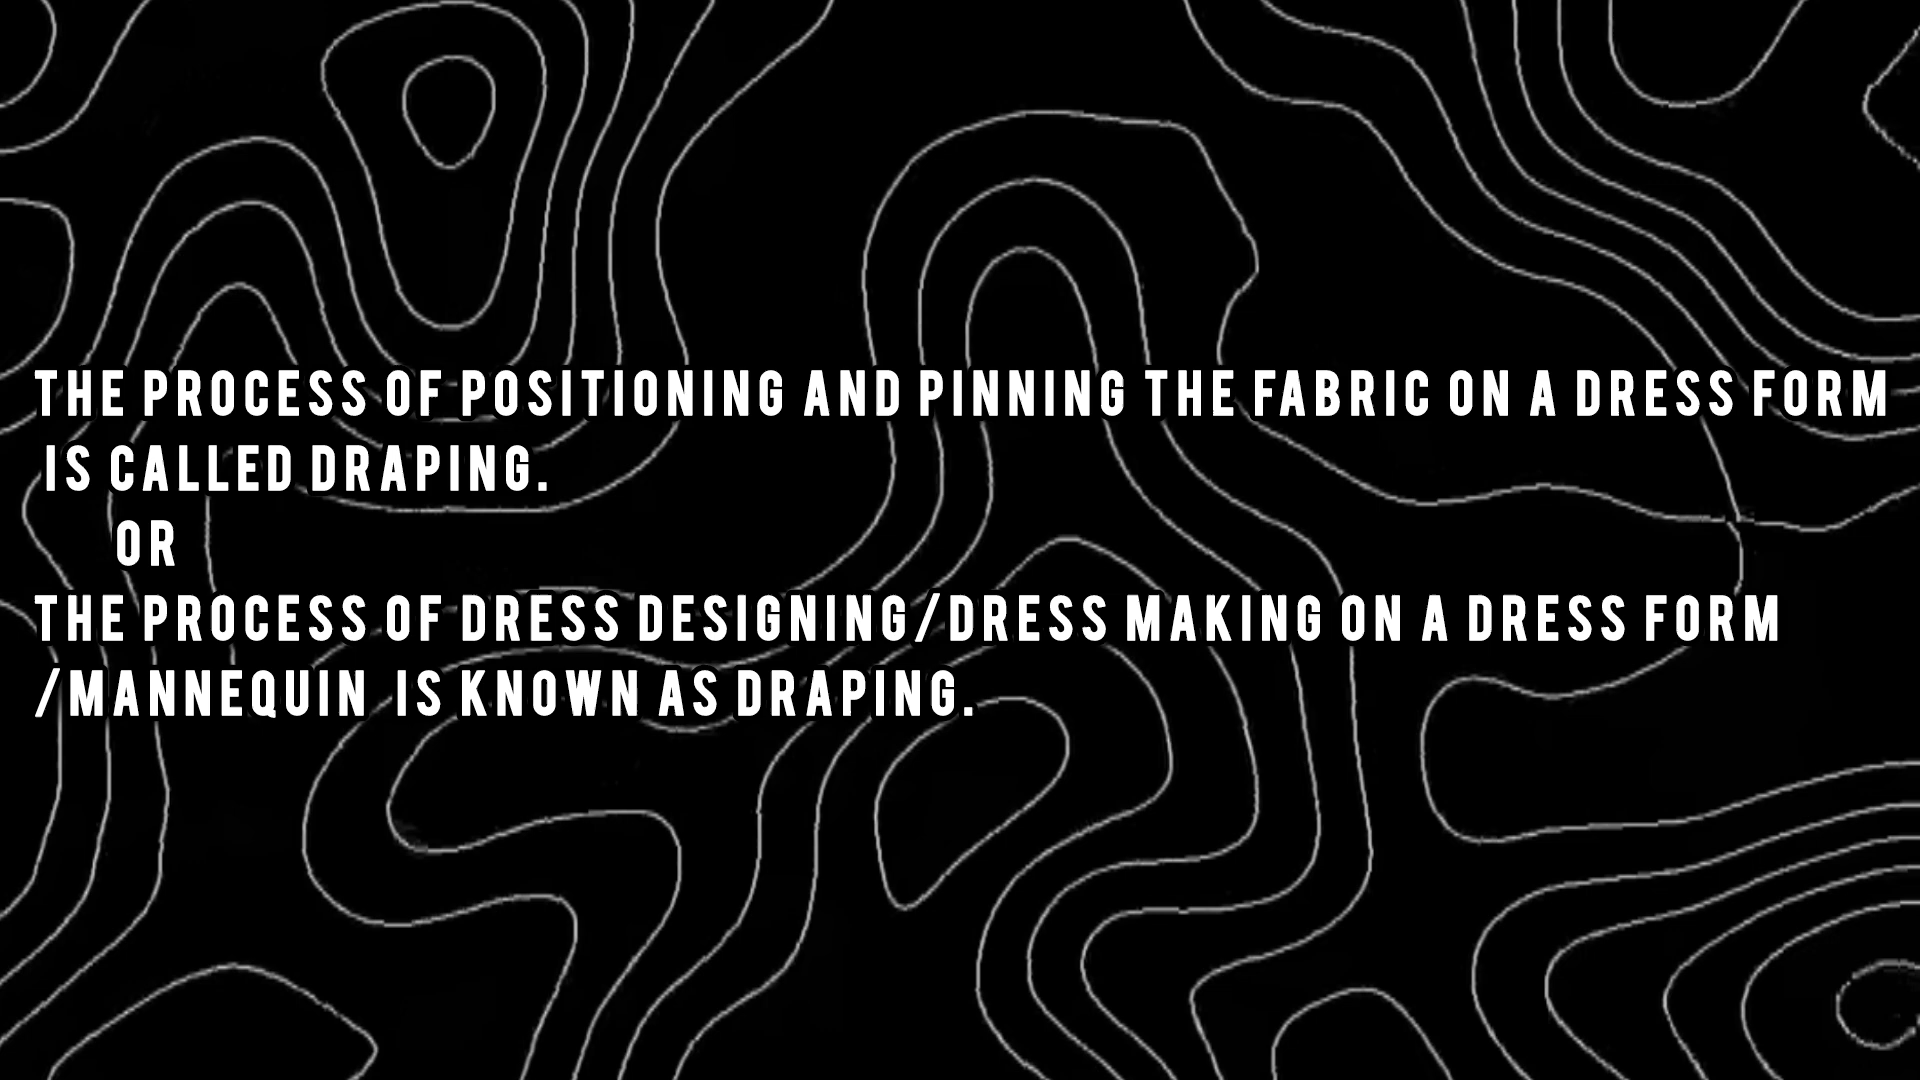 THE PROCESS OF POSITIONING AND PINNING THE FABRIC ON A DRESS FORM
IS CALLED DRAPING.
OR
THE PROCESS OF DRESS DESIGNING/DRESS MAKING ON A DRESS FORM
/MANNEQUIN IS KNOWN AS DRAPING.